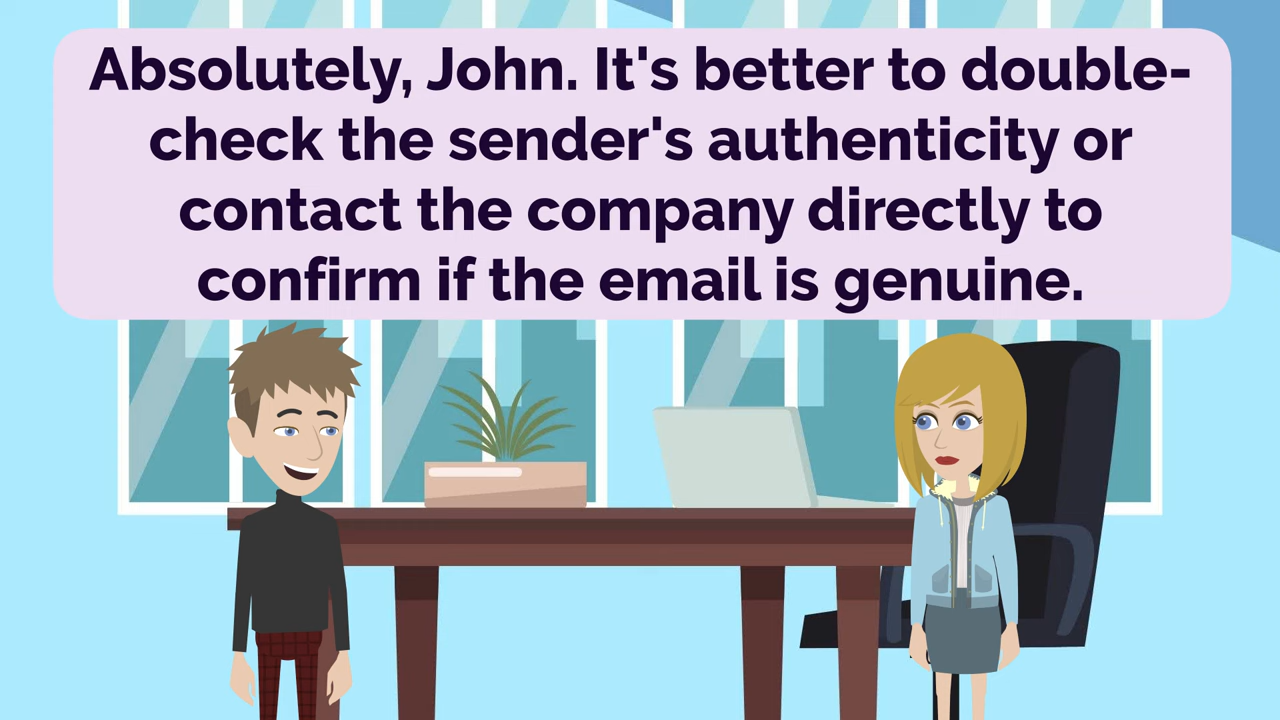 Absolutely, John. It's better to double-
check the sender's authenticity or
contact the company directly to
confirm if the email is genuine.